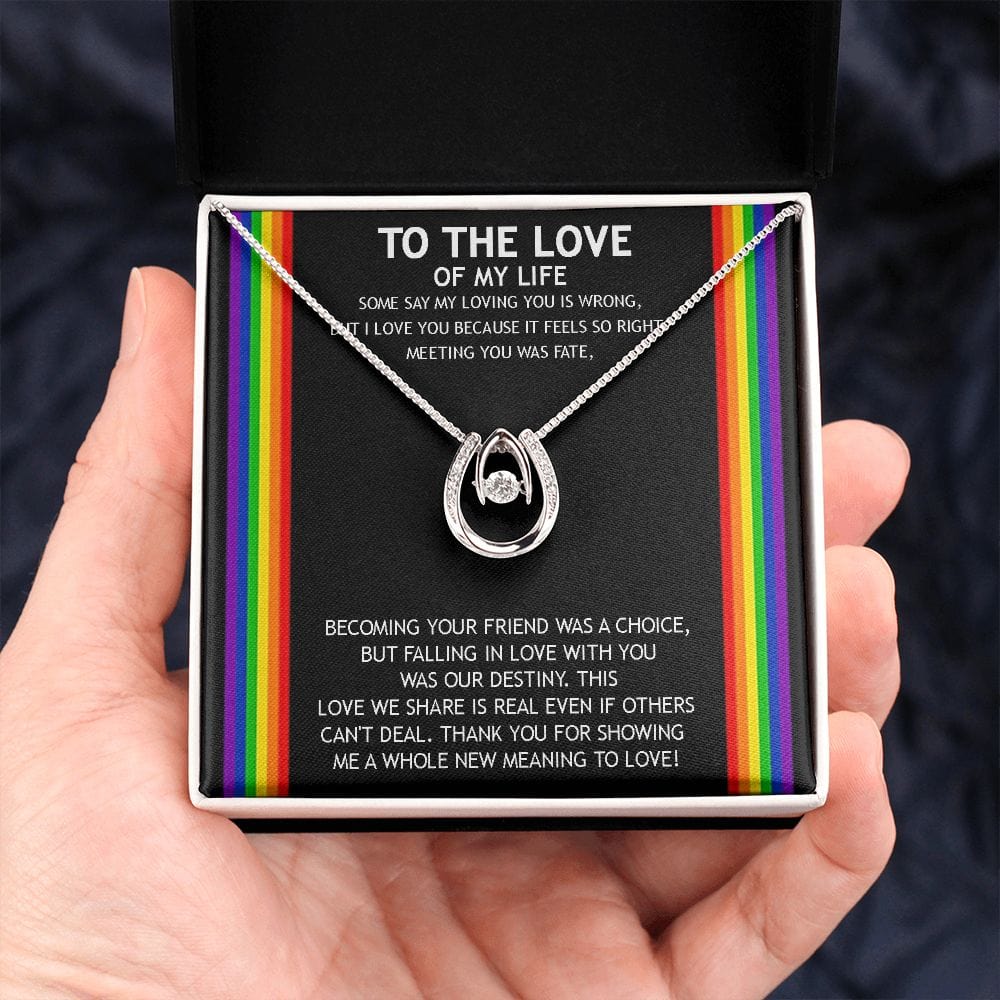 TO THE LOVE
OF MY LIFE
SOME SAY MY LOVING YOU IS WRONG,
BUT I LOVE YOU BECAUSE IT FEELS SO RIGHT
MEETING YOU WAS FATE,
BECOMING YOUR FRIEND WAS A CHOICE,
BUT FALLING IN LOVE WITH YOU
WAS OUR DESTINY. THIS
LOVE WE SHARE IS REAL EVEN IF OTHERS
CAN'T DEAL. THANK YOU FOR SHOWING
ME A WHOLE NEW MEANING TO LOVE!